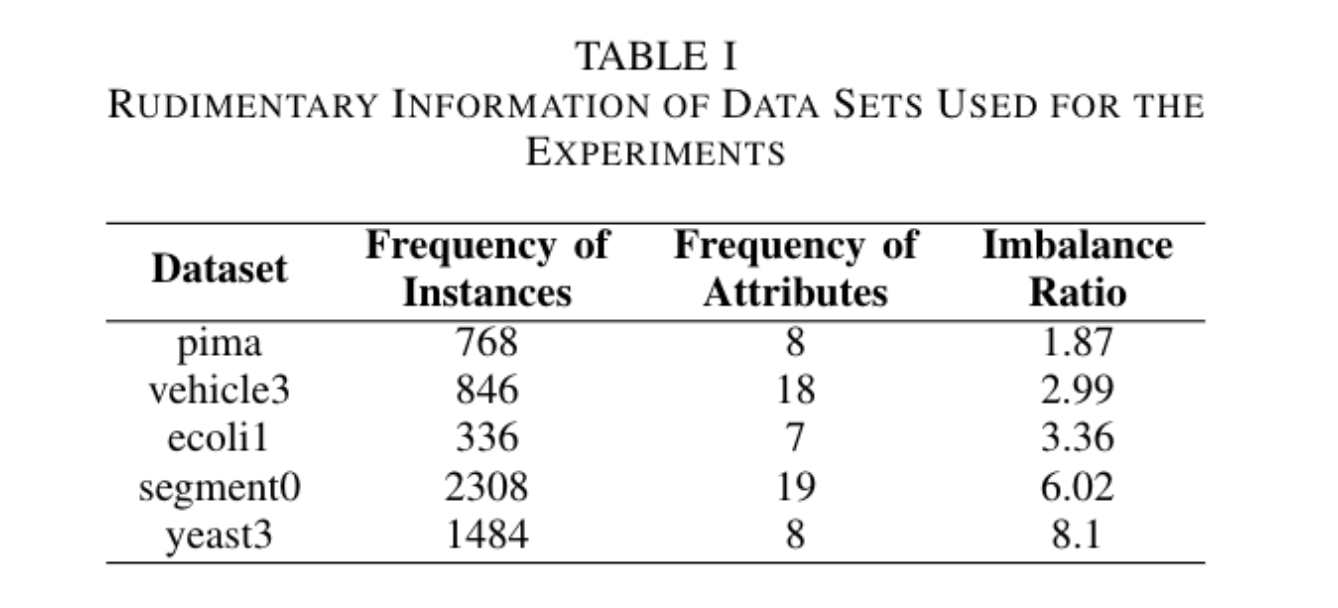 TABLE I
RUDIMENTARY INFORMATION OF DATA SETS USED FOR THE
EXPERIMENTS
Dataset Frequency of Instances Frequency of Attributes Imbalance Ratio
pima 768 8 1.87
vehicle3 846 18 2.99
ecoli1 336 7 3.36
segment0 2308 19 6.02
yeast3 1484 8 8.1